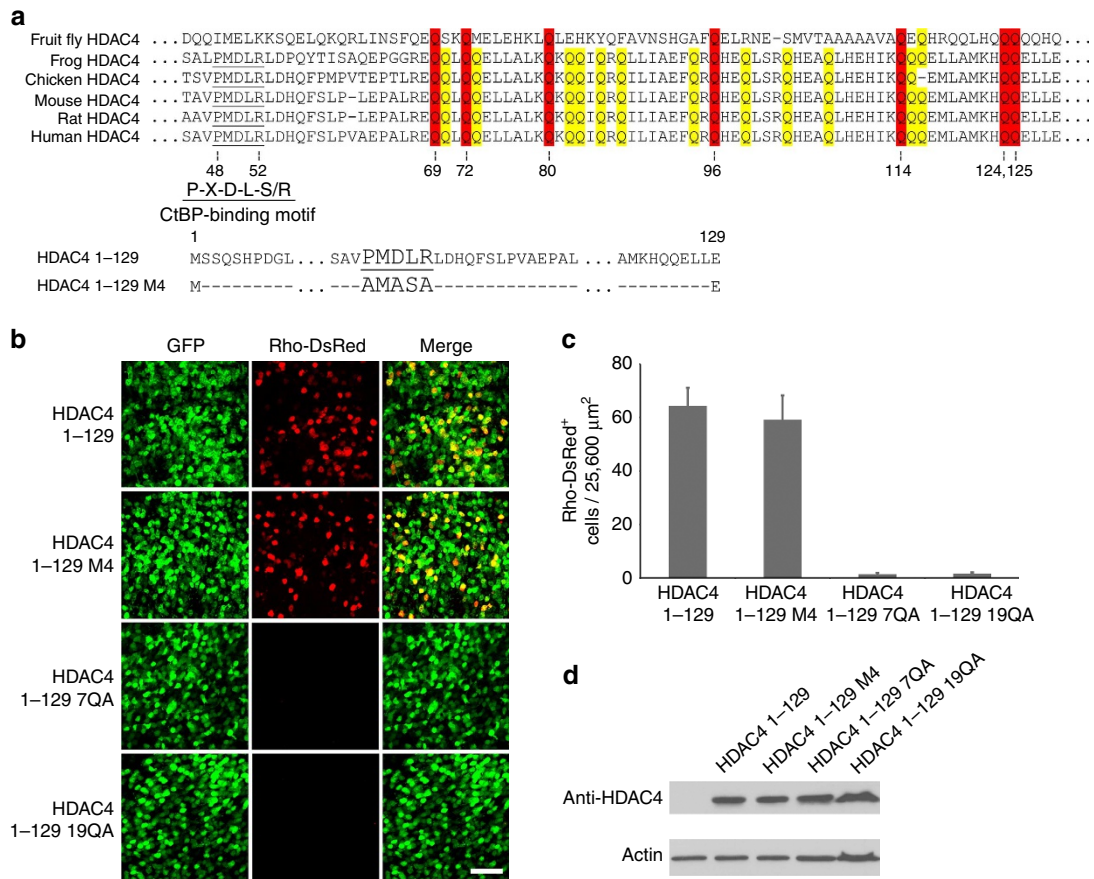 a
Fruit fly HDAC4 ...DQQIMELKKSQELQKQRLINSFQEQSKQMELEHKLQLEHKYQFAVNSHGAFQELRNE-SMVTAAAAAVAQEQHRQQLHQQQQHQ....
Frog HDAC4 ...SALPMDLRLDPQYTISAQEPGGREQQLQQELLALKQKQQIQRQLLIAEFQRQHEQLSRQHEAQLHEHIKQQQELLAMKHQQELLE...
Chicken HDAC4 ...TSVPMDLRLDHQFPMPVTEPTLREQQLQQELLALKQKQQIQRQLLIAEFQRQHEQLSRQHEAQLHEHIKQQ-EMLAMKHQQELLE...
Mouse HDAC4 ...TAVPMDLRLDHQFSLP-LEPALREQQLQQELLALKQKQQIQRQLLIAEFQRQHEQLSRQHEAQLHEHIKQQQEMLAMKHQQELLE...
Rat HDAC4 ...AAVPMDLRLDHQFSLP-LEPALREQQLQQELLALKQKQQIQRQLLIAEFQRQHEQLSRQHEAQLHEHIKQQQEMLAMKHQQELLE...
Human HDAC4 ...SAVPMDLRLDHQFSLPVAEPALREQQLQQELLALKQKQQIQRQLLIAEFQRQHEQLSRQHEAQLHEHIKQQQELLAMKHQQELLE...
48 52 69 72 80 96 114 124,125
P-X-D-L-S/R
CtBP-binding motif
1 129
HDAC4 1–129 MSSQSHPDGL...SAVPMDLRLDHQFSLPVAEPAL...AMKHQQELLE
HDAC4 1–129 M4 M---------...---AMASA--------------...---------E
b
GFP Rho-DsRed Merge
HDAC4
1–129
HDAC4
1–129 M4
HDAC4
1–129 7QA
HDAC4
1–129 19QA
c
Rho-DsRed+
cells / 25,600 µm2
80
60
40
20
0
HDAC4
1–129
HDAC4
1–129 M4
HDAC4
1–129 7QA
HDAC4
1–129 19QA
d
HDAC4 1–129
HDAC4 1–129 M4
HDAC4 1–129 7QA
HDAC4 1–129 19QA
Anti-HDAC4
Actin